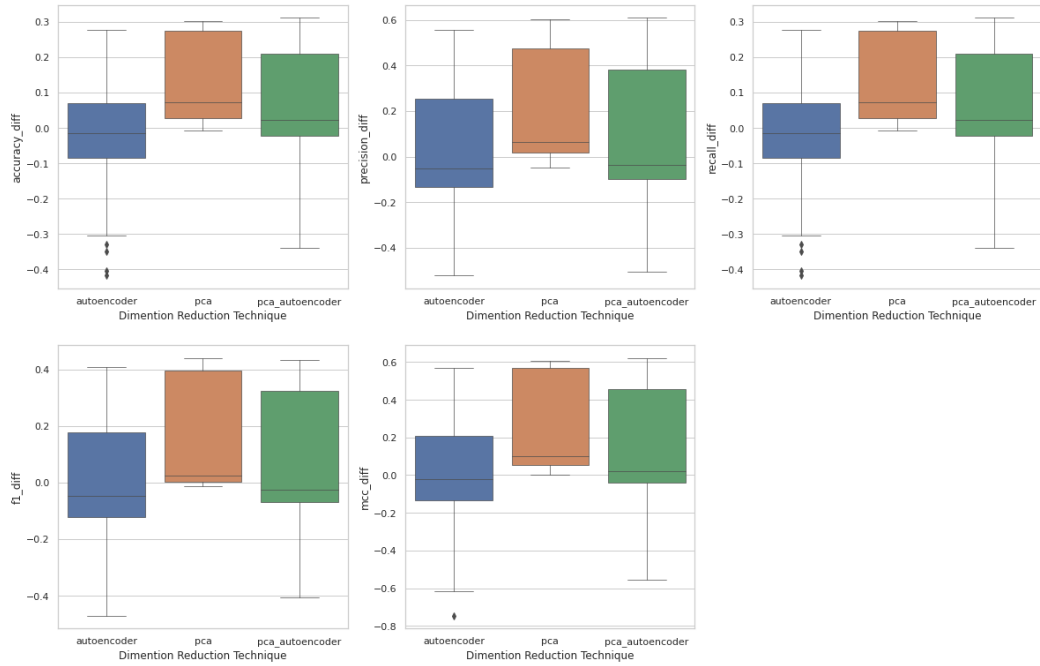 0.3
0.2
0.1
0.0
−0.1
−0.2
−0.3
−0.4
accuracy_diff
autoencoder pca pca_autoencoder
Dimention Reduction Technique
0.6
0.4
0.2
0.0
−0.2
−0.4
precision_diff
autoencoder pca pca_autoencoder
Dimention Reduction Technique
0.3
0.2
0.1
0.0
−0.1
−0.2
−0.3
−0.4
recall_diff
autoencoder pca pca_autoencoder
Dimention Reduction Technique
0.4
0.2
0.0
−0.2
−0.4
f1_diff
autoencoder pca pca_autoencoder
Dimention Reduction Technique
0.6
0.4
0.2
0.0
−0.2
−0.4
−0.6
−0.8
mcc_diff
autoencoder pca pca_autoencoder
Dimention Reduction Technique